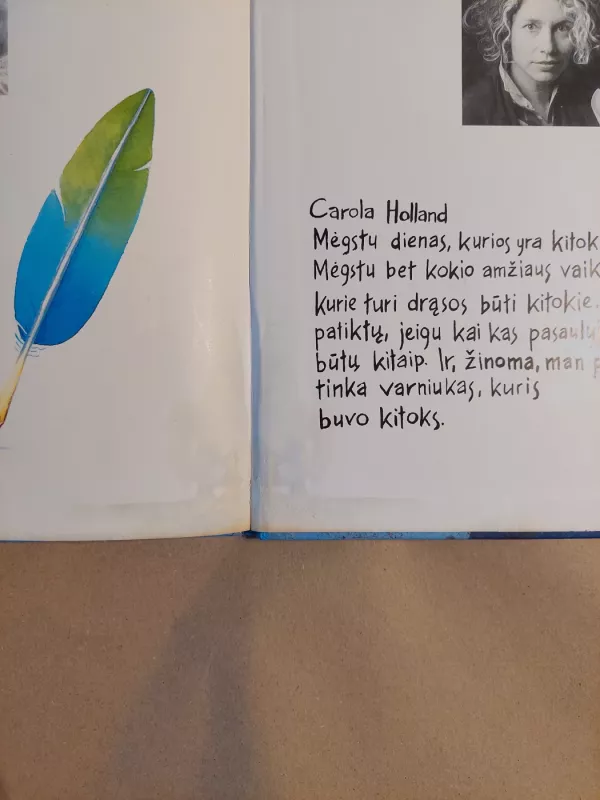 Carola Holland
Mėgstu dienas, kurios yra kitok
Mėgstu bet kokio amžiaus vaik
kurie turi drąsos būti kitokie.
patiktų, jeigu kai kas pasauly
būtų kitaip. Ir, žinoma, man p
tinka varniukas, kuris
buvo kitoks.